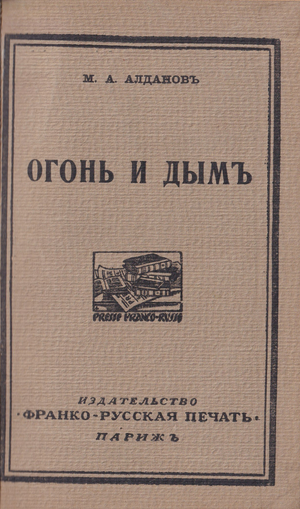 М. А. АЛДАНОВЪ
ОГОНЬ И ДЫМЪ
PRESSE FRANCO-RUSSE
ИЗДАТЕЛЬСТВО
„ФРАНКО-РУССКАЯ ПЕЧАТЬ“
ПАРИЖЪ